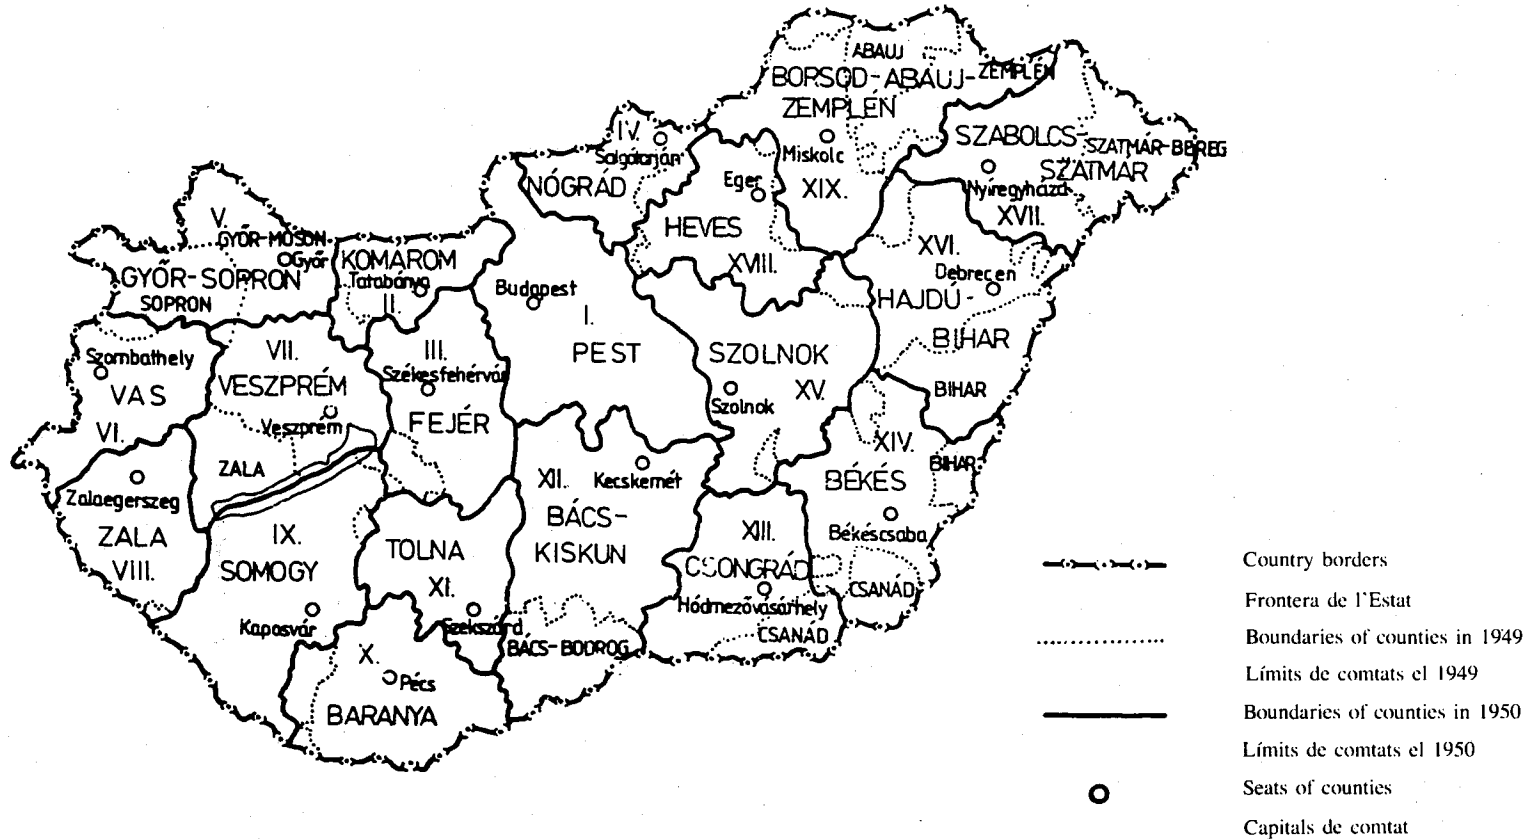 ABAUJ
BORSOD-ABAUJ-
ZEMPLÉN
ZEMPLÉN
IV.
Salgótarján
NÓGRÁD
Miskolc
XIX.
SZABOLCS-
SZATMÁR-BEREG
SZATMÁR
Nyíregyháza
XVII.
Eger
HEVES
XVIII.
V.
GYŐR-MOSON
Győr
GYŐR-SOPRON
SOPRON
KOMAROM
Tatabánya
II.
Budapest
I.
PEST
XVI.
Debrecen
HAJDÚ-
BIHAR
BIHAR
Szombathely
VAS
VI.
VII.
VESZPRÉM
Veszprém
ZALA
III.
Székesfehérvár
FEJÉR
SZOLNOK
XV.
Szolnok
XIV.
BIHAR
BÉKÉS
Békéscsaba
CSANÁD
Zalaegerszeg
ZALA
VIII.
IX.
SOMOGY
Kaposvár
TOLNA
XI.
Szekszárd
XII.
Kecskemét
BÁCS-
KISKUN
BÁCS-BODROG
XIII.
CSONGRÁD
Hódmezővásárhely
CSANÁD
X.
Pécs
BARANYA
Country borders
Frontera de l'Estat
Boundaries of counties in 1949
Límits de comtats el 1949
Boundaries of counties in 1950
Límits de comtats el 1950
Seats of counties
Capitals de comtat